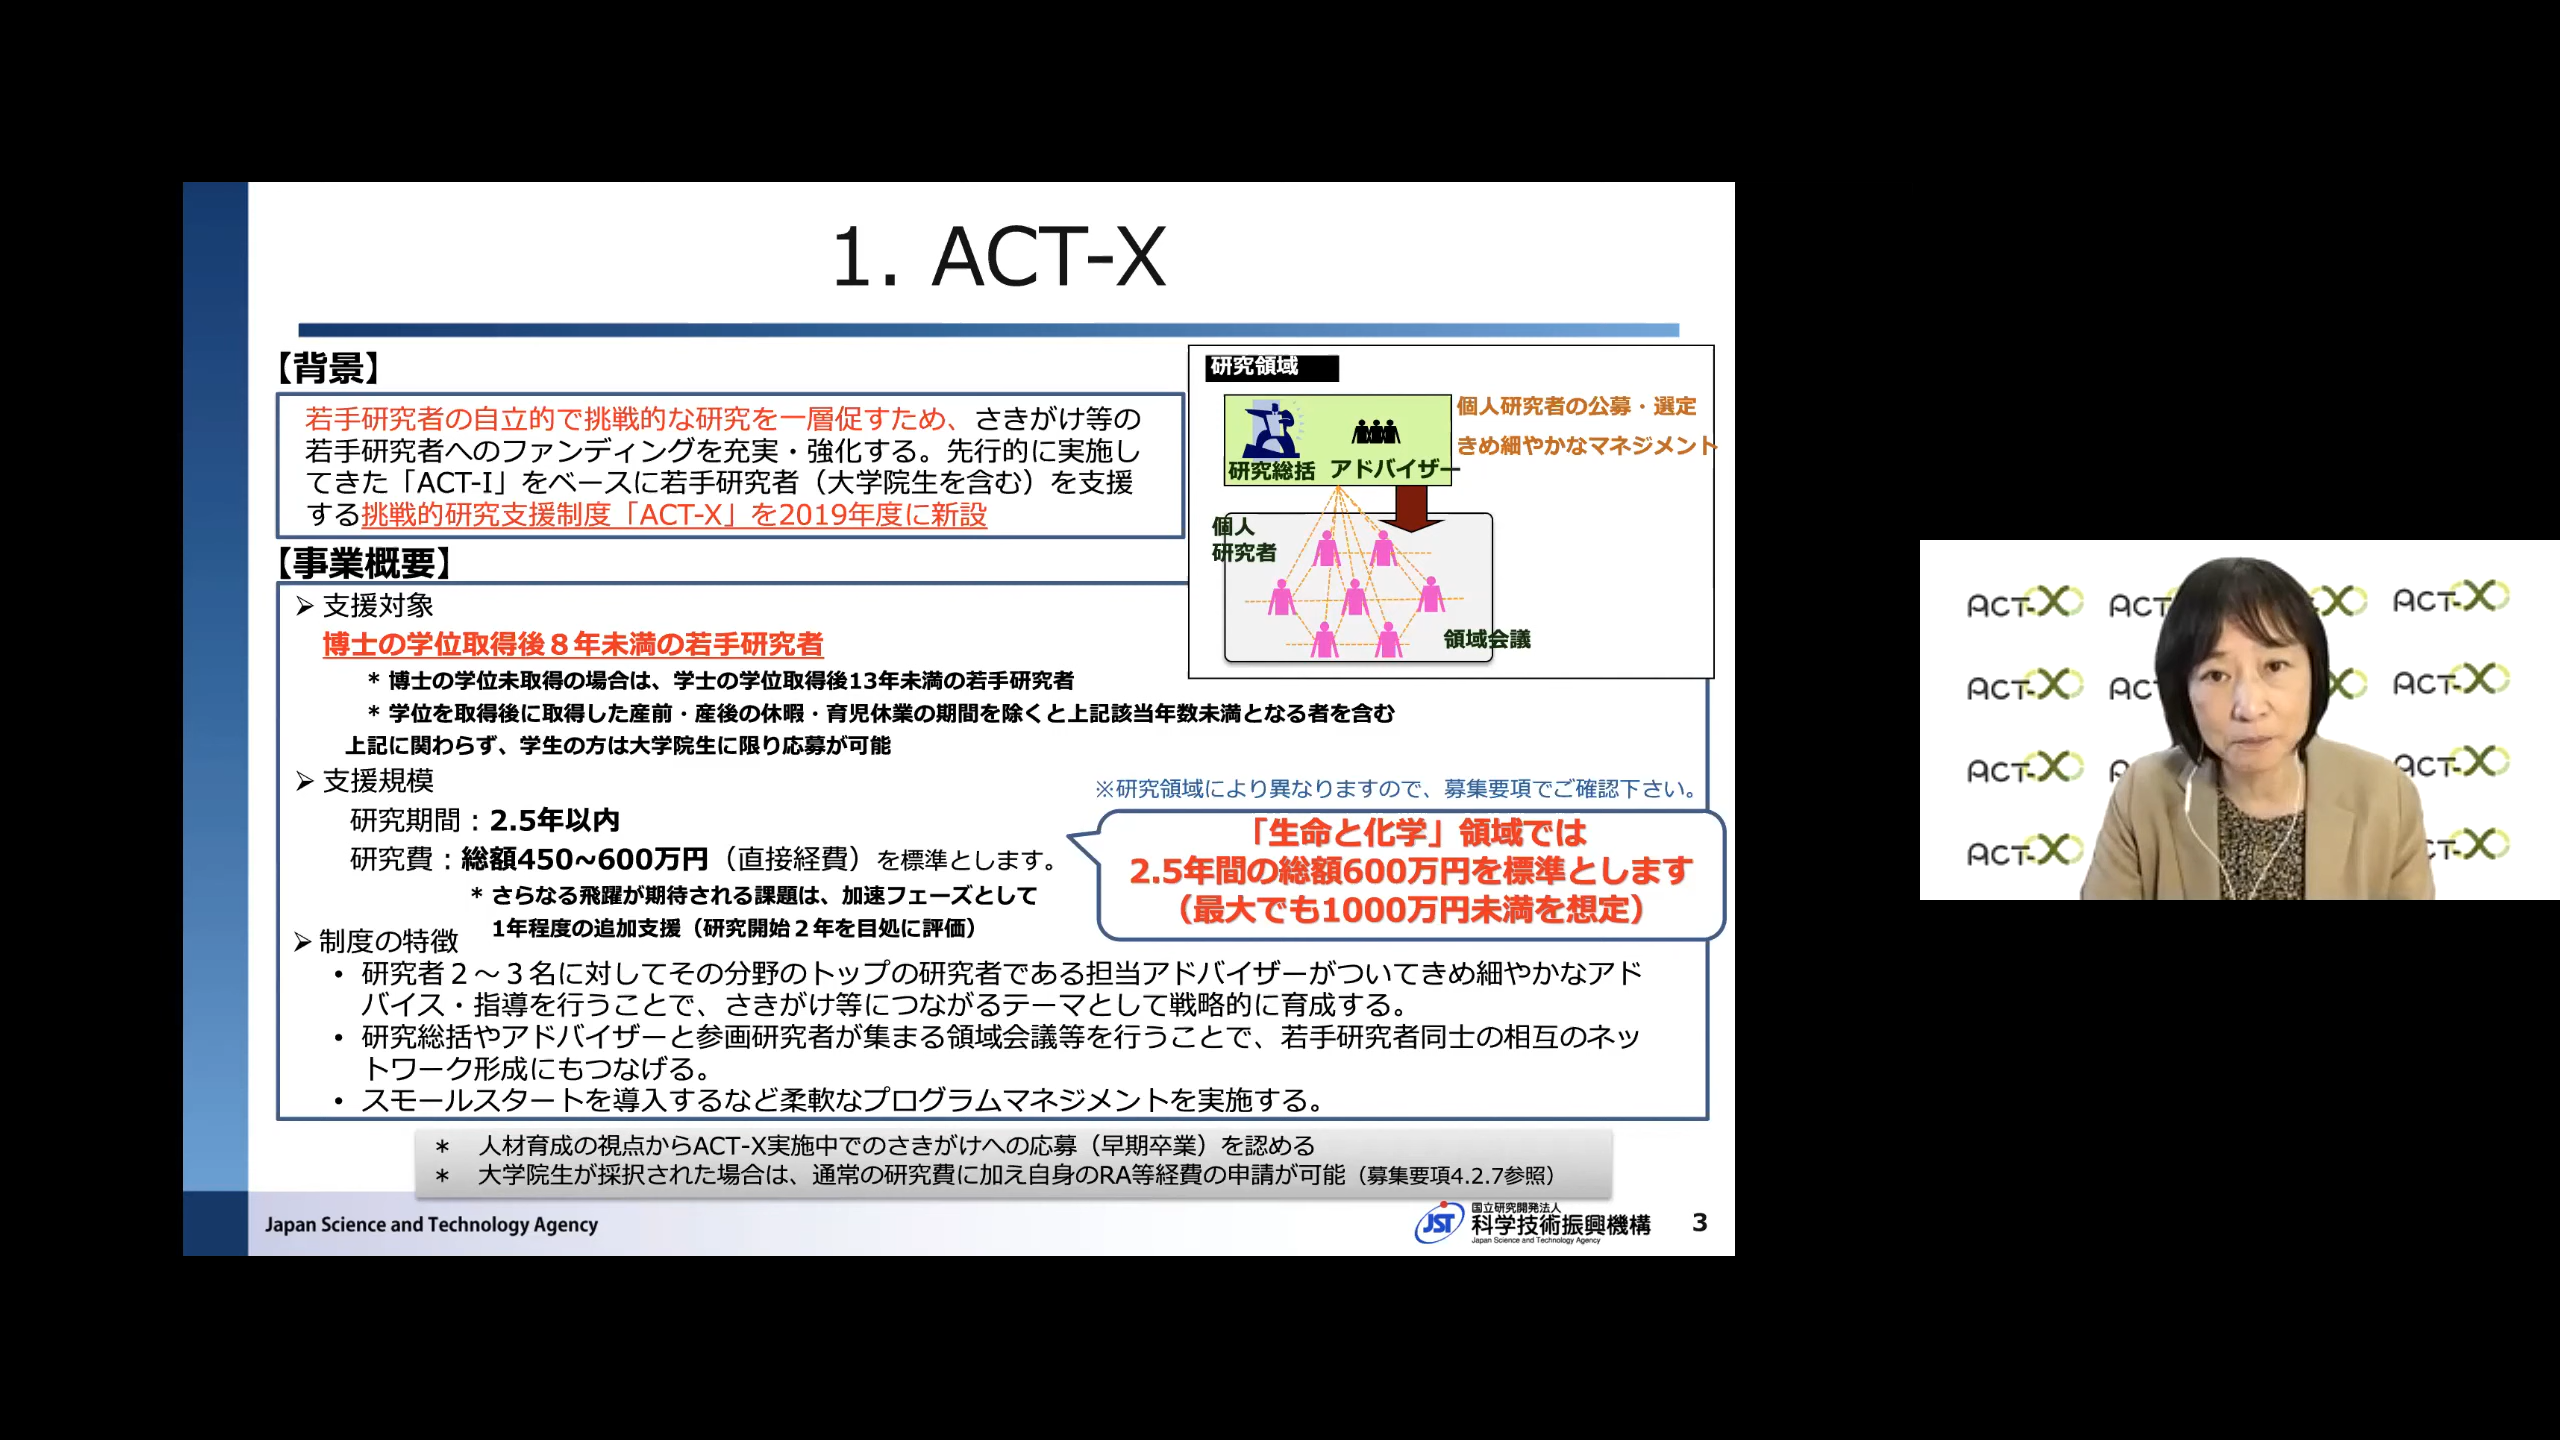 1. ACT-X
【背景】
若手研究者の自立的で挑戦的な研究を一層促すため、さきがけ等の
若手研究者へのファンディングを充実・強化する。先行的に実施し
てきた「ACT-I」をベースに若手研究者（大学院生を含む）を支援
する挑戦的研究支援制度「ACT-X」を2019年度に新設
研究領域
個人研究者の公募・選定
きめ細やかなマネジメント
研究総括 アドバイザー
個人
研究者
領域会議
【事業概要】
➢ 支援対象
博士の学位取得後８年未満の若手研究者
* 博士の学位未取得の場合は、学士の学位取得後13年未満の若手研究者
* 学位を取得後に取得した産前・産後の休暇・育児休業の期間を除くと上記該当年数未満となる者を含む
上記に関わらず、学生の方は大学院生に限り応募が可能
➢ 支援規模
研究期間：2.5年以内
研究費：総額450~600万円（直接経費）を標準とします。
* さらなる飛躍が期待される課題は、加速フェーズとして
1年程度の追加支援（研究開始２年を目処に評価）
※研究領域により異なりますので、募集要項でご確認下さい。
「生命と化学」領域では
2.5年間の総額600万円を標準とします
（最大でも1000万円未満を想定）
➢ 制度の特徴
• 研究者２～３名に対してその分野のトップの研究者である担当アドバイザーがついてきめ細やかなアド
バイス・指導を行うことで、さきがけ等につながるテーマとして戦略的に育成する。
• 研究総括やアドバイザーと参画研究者が集まる領域会議等を行うことで、若手研究者同士の相互のネッ
トワーク形成にもつなげる。
• スモールスタートを導入するなど柔軟なプログラムマネジメントを実施する。
＊ 人材育成の視点からACT-X実施中でのさきがけへの応募（早期卒業）を認める
＊ 大学院生が採択された場合は、通常の研究費に加え自身のRA等経費の申請が可能（募集要項4.2.7参照）
Japan Science and Technology Agency
JST
国立研究開発法人
科学技術振興機構
Japan Science and Technology Agency
3
ACT-X ACT X ACT-X
ACT-X AC X ACT-X
ACT-X A ACT-X
ACT-X CT-X